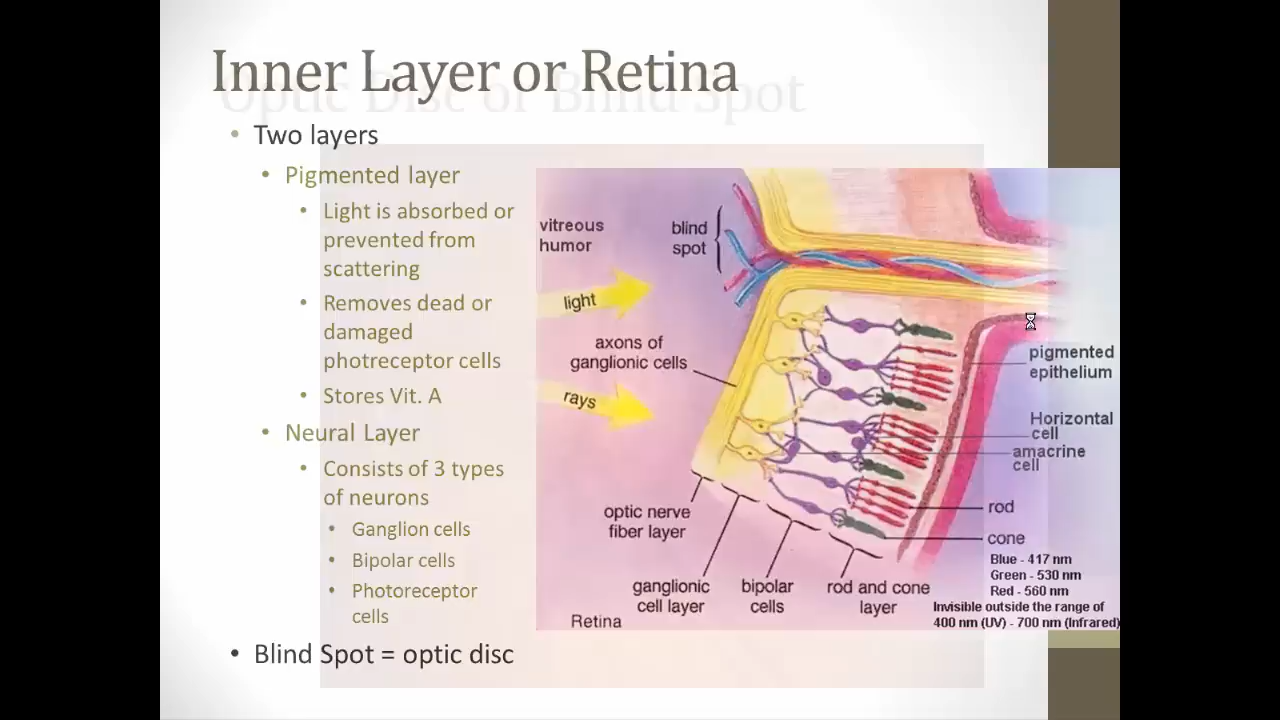 Inner Layer or Retina
Optic Disc or Blind Spot
• Two layers
• Pigmented layer
• Light is absorbed or
prevented from
scattering
• Removes dead or
damaged
photreceptor cells
• Stores Vit. A
• Neural Layer
• Consists of 3 types
of neurons
• Ganglion cells
• Bipolar cells
• Photoreceptor
cells
• Blind Spot = optic disc
vitreous
humor
blind
spot
light
axons of
ganglionic cells
rays
pigmented
epithelium
Horizontal
cell
amacrine
cell
rod
cone
optic nerve
fiber layer
ganglionic
cell layer
bipolar
cells
rod and cone
layer
Blue - 417 nm
Green - 530 nm
Red - 560 nm
Invisible outside the range of
400 nm (UV) - 700 nm (Infrared)
Retina